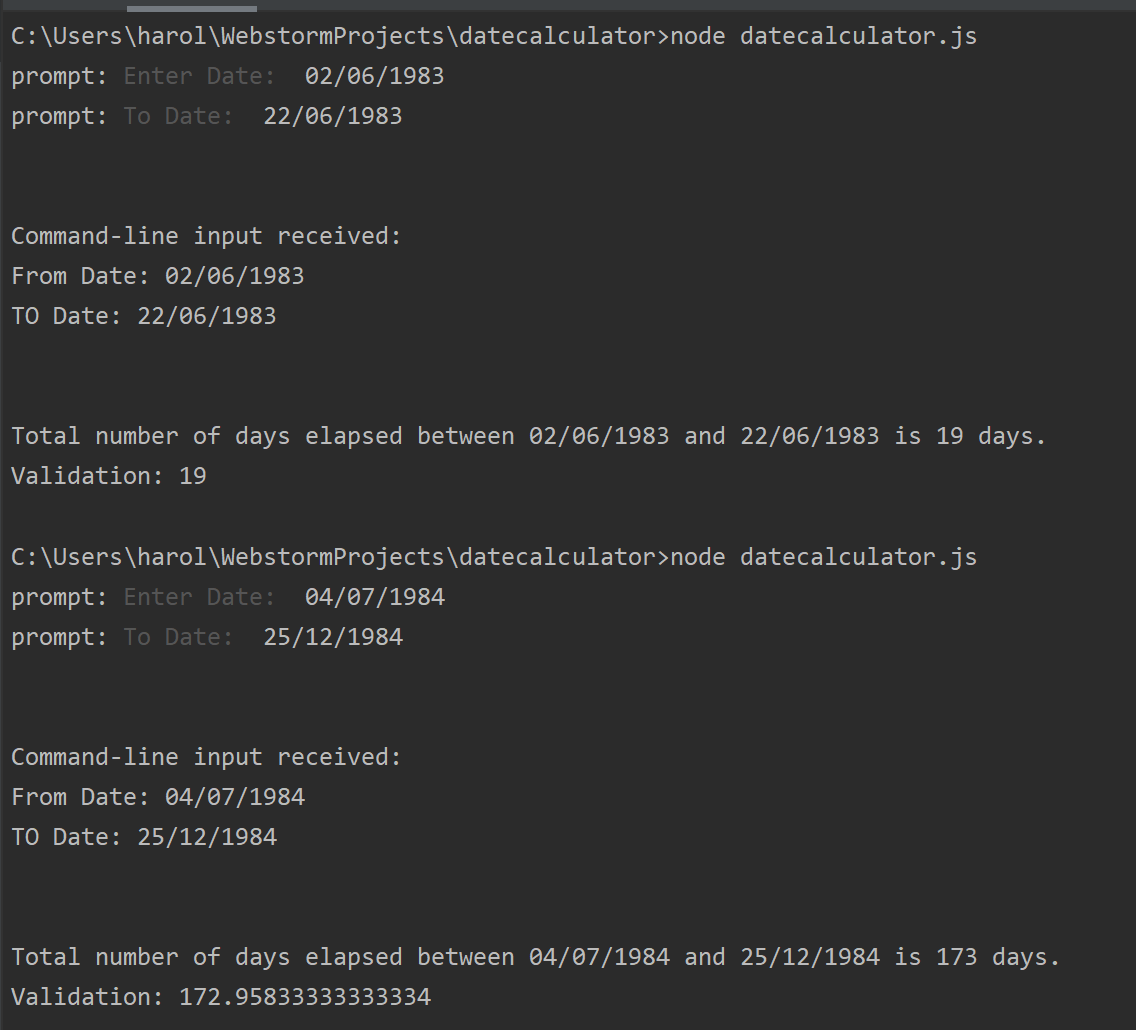 C:\Users\harol\WebstormProjects\datecalculator>node datecalculator.js
prompt: Enter Date:  02/06/1983
prompt: To Date:  22/06/1983
Command-line input received:
From Date: 02/06/1983
TO Date: 22/06/1983
Total number of days elapsed between 02/06/1983 and 22/06/1983 is 19 days.
Validation: 19
C:\Users\harol\WebstormProjects\datecalculator>node datecalculator.js
prompt: Enter Date:  04/07/1984
prompt: To Date:  25/12/1984
Command-line input received:
From Date: 04/07/1984
TO Date: 25/12/1984
Total number of days elapsed between 04/07/1984 and 25/12/1984 is 173 days.
Validation: 172.95833333333334